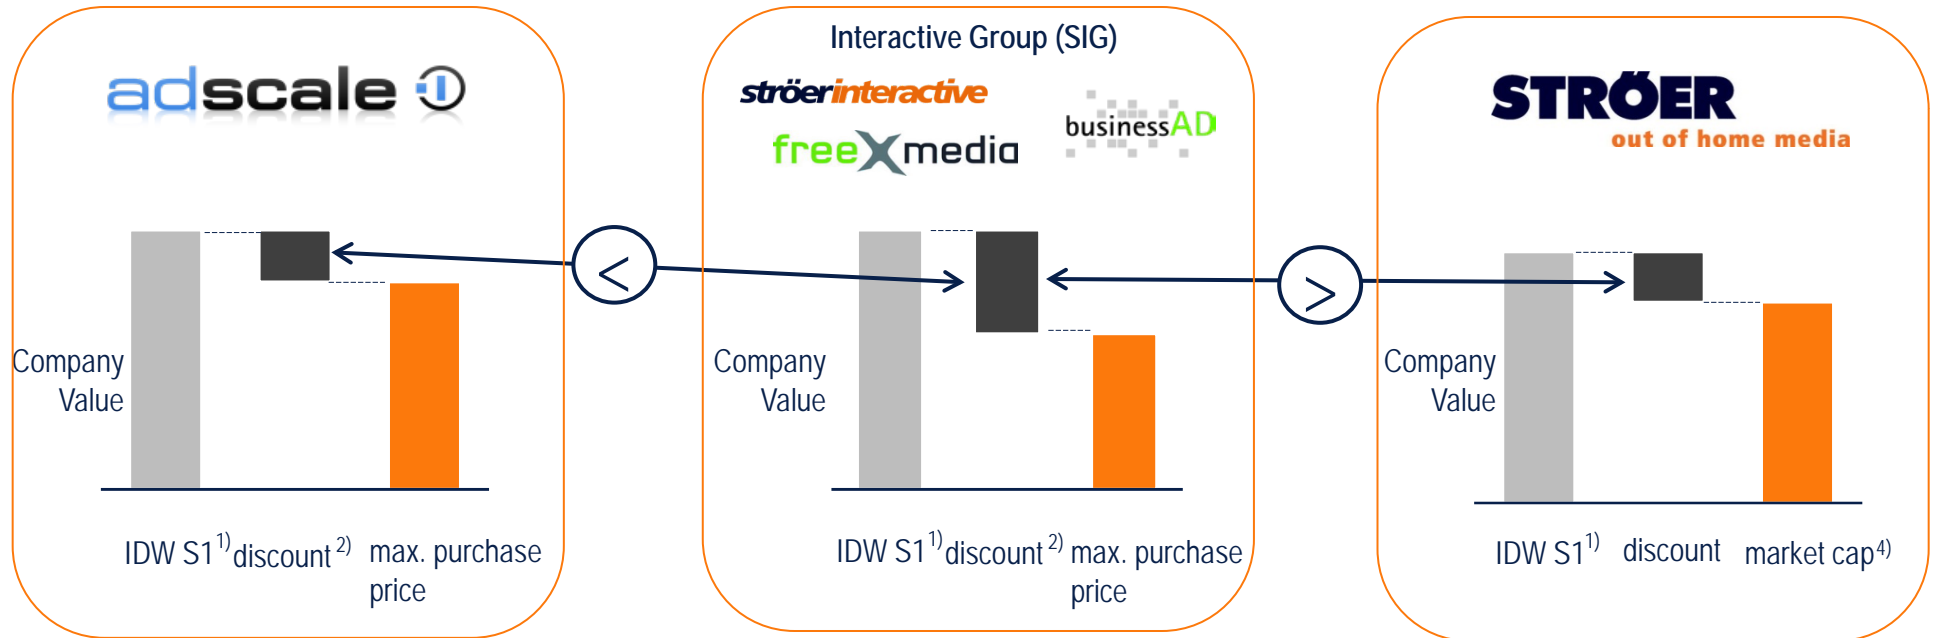 adscale
Company
Value
IDW S1 1) discount 2) max. purchase
price
<
Interactive Group (SIG)
ströerinteractive
businessAD
freeXmedia
Company
Value
IDW S1 1) discount 2) max. purchase
price
>
STRÖER
out of home media
Company
Value
IDW S1 1) discount market cap 4)